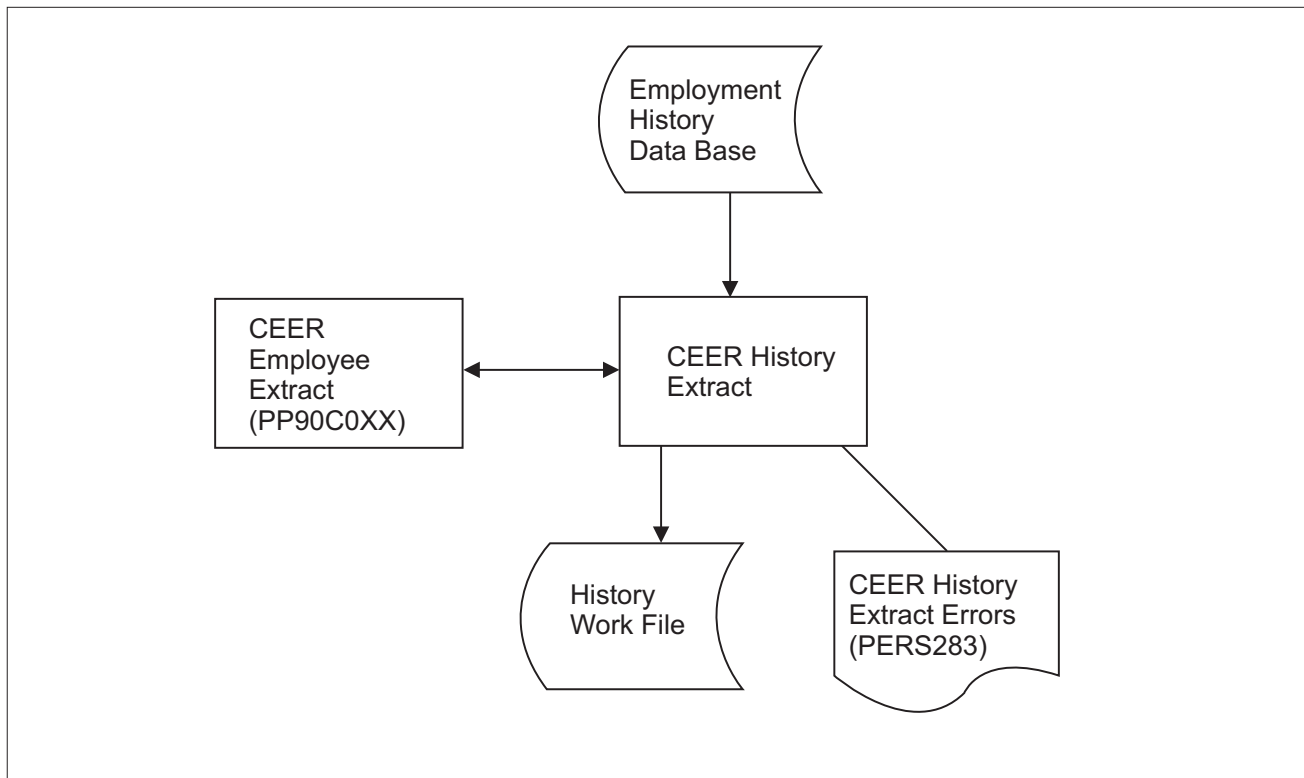 Employment
History
Data Base
CEER
Employee
Extract
(PP90C0XX)
CEER History
Extract
History
Work File
CEER History
Extract Errors
(PERS283)